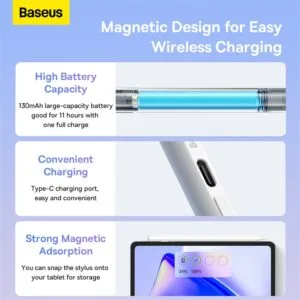 Baseus
Magnetic Design for Easy
Wireless Charging
High Battery
Capacity
130mAh large-capacity battery
good for 11 hours with
one full charge
Convenient
Charging
Type-C charging port,
easy and convenient
Strong Magnetic
Adsorption
You can snap the stylus onto
your tablet for storage
34%
100%